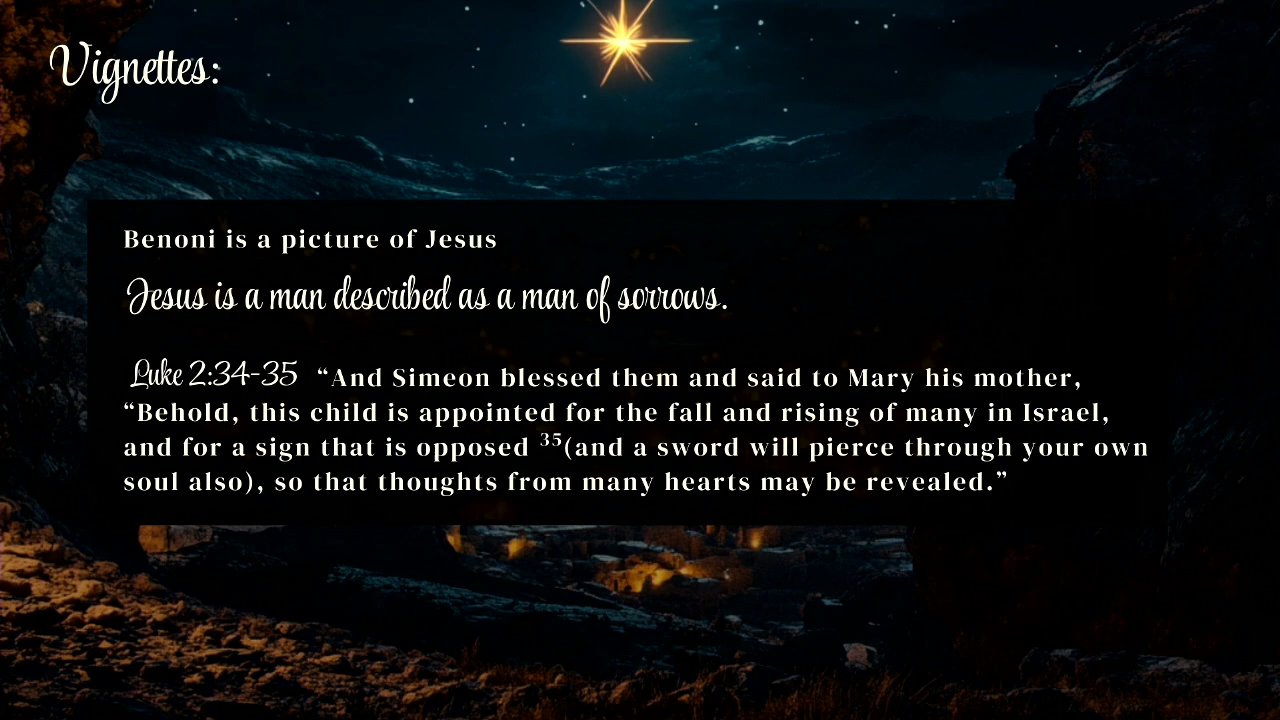 Vignettes:
Benoni is a picture of Jesus
Jesus is a man described as a man of sorrows.
Luke 2:34-35 “And Simeon blessed them and said to Mary his mother,
“Behold, this child is appointed for the fall and rising of many in Israel,
and for a sign that is opposed ³⁵(and a sword will pierce through your own
soul also), so that thoughts from many hearts may be revealed.”